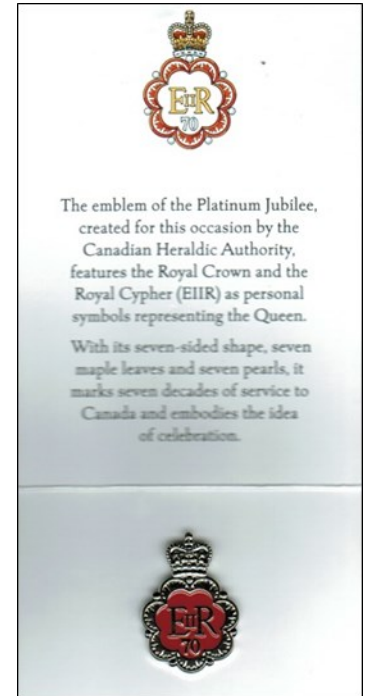 EIIR
70
The emblem of the Platinum Jubilee,
created for this occasion by the
Canadian Heraldic Authority,
features the Royal Crown and the
Royal Cypher (EIIR) as personal
symbols representing the Queen.
With its seven-sided shape, seven
maple leaves and seven pearls, it
marks seven decades of service to
Canada and embodies the idea
of celebration.
EIIR
70